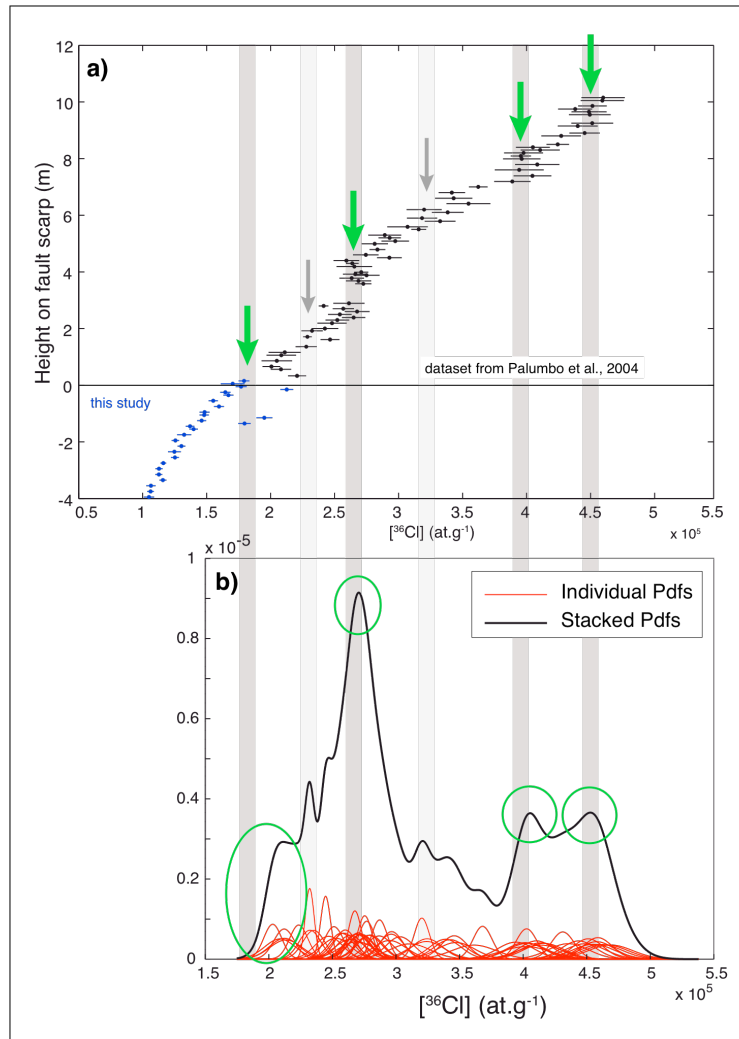 a)
Height on fault scarp (m)
12
10
8
6
4
2
0
-2
-4
this study
dataset from Palumbo et al., 2004
0.5 1 1.5 2 2.5 3 3.5 4 4.5 5 5.5
[³⁶Cl] (at.g⁻¹)
x 10⁵
x 10⁻⁵
b)
1
0.8
0.6
0.4
0.2
0
Individual Pdfs
Stacked Pdfs
1.5 2 2.5 3 3.5 4 4.5 5 5.5
[³⁶Cl] (at.g⁻¹)
x 10⁵